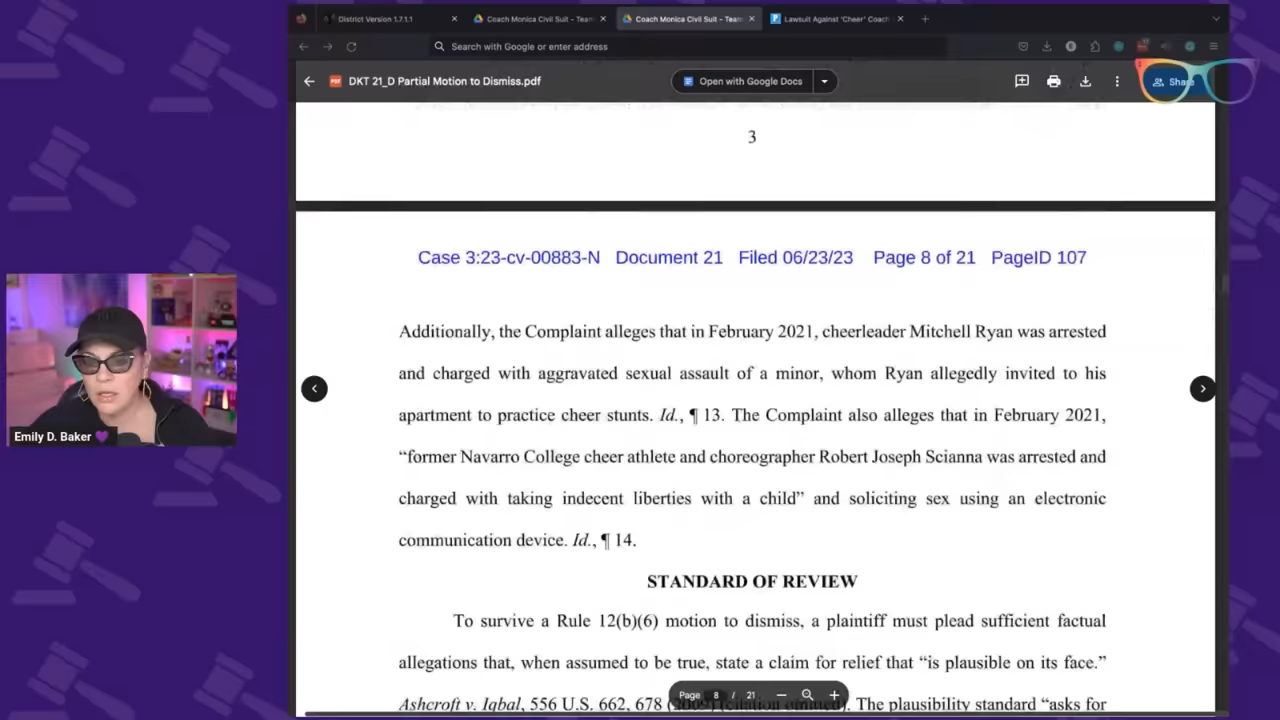 District Version 1.7.1.1
Coach Monica Civil Suit - Team
Coach Monica Civil Suit - Team
Lawsuit Against 'Cheer' Coach
Search with Google or enter address
DKT 21_D Partial Motion to Dismiss.pdf
Open with Google Docs
Share
3
Case 3:23-cv-00883-N Document 21 Filed 06/23/23 Page 8 of 21 PageID 107
Additionally, the Complaint alleges that in February 2021, cheerleader Mitchell Ryan was arrested
and charged with aggravated sexual assault of a minor, whom Ryan allegedly invited to his
apartment to practice cheer stunts. Id., ¶ 13. The Complaint also alleges that in February 2021,
“former Navarro College cheer athlete and choreographer Robert Joseph Scianna was arrested and
charged with taking indecent liberties with a child” and soliciting sex using an electronic
communication device. Id., ¶ 14.
STANDARD OF REVIEW
To survive a Rule 12(b)(6) motion to dismiss, a plaintiff must plead sufficient factual
allegations that, when assumed to be true, state a claim for relief that “is plausible on its face.”
Ashcroft v. Iqbal, 556 U.S. 662, 678 (2009) (citation omitted). The plausibility standard “asks for
Page 8 / 21
Emily D. Baker